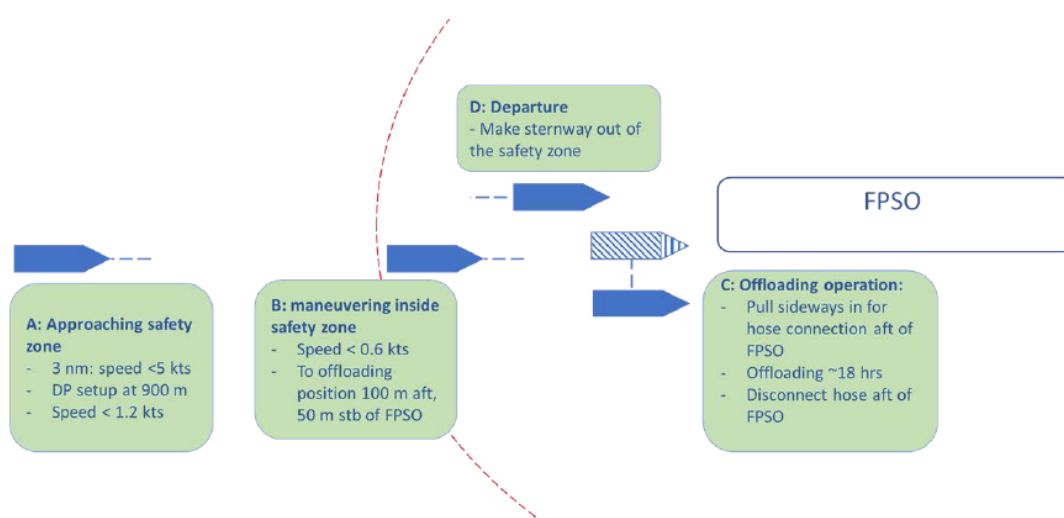 D: Departure
- Make sternway out of
the safety zone
FPSO
A: Approaching safety
zone
- 3 nm: speed <5 kts
- DP setup at 900 m
- Speed < 1.2 kts
B: maneuvering inside
safety zone
- Speed < 0.6 kts
- To offloading
position 100 m aft,
50 m stb of FPSO
C: Offloading operation:
- Pull sideways in for
hose connection aft of
FPSO
- Offloading ~18 hrs
- Disconnect hose aft of
FPSO